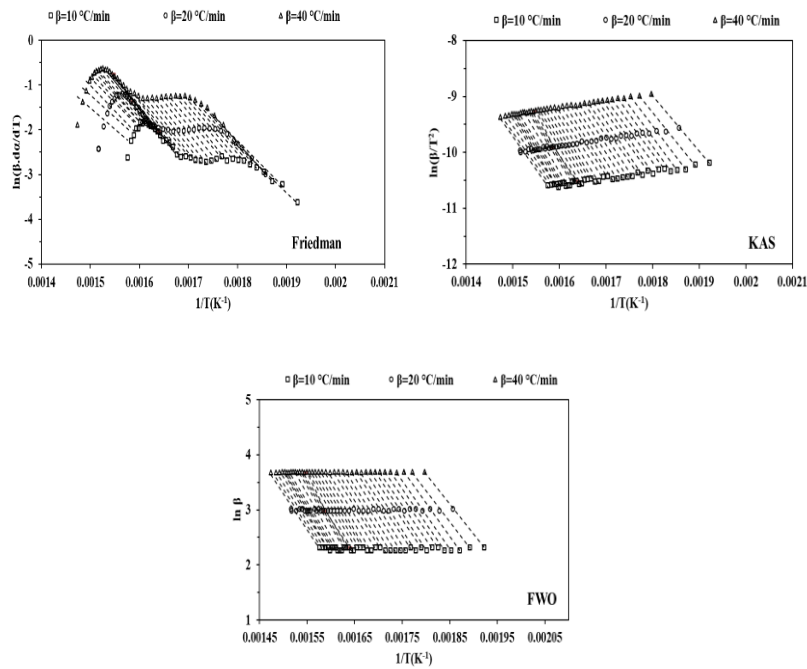 β=10 °C/min β=20 °C/min β=40 °C/min
0
-1
-2
-3
-4
-5
ln(β.dα/dT)
Friedman
0.0014 0.0015 0.0016 0.0017 0.0018 0.0019 0.002 0.0021
1/T(K⁻¹)
β=10 °C/min β=20 °C/min β=40 °C/min
-8
-9
-10
-11
-12
ln(β/T²)
KAS
0.0014 0.0015 0.0016 0.0017 0.0018 0.0019 0.002 0.0021
1/T(K⁻¹)
β=10 °C/min β=20 °C/min β=40 °C/min
5
4
3
2
1
ln β
FWO
0.00145 0.00155 0.00165 0.00175 0.00185 0.00195 0.00205
1/T(K⁻¹)